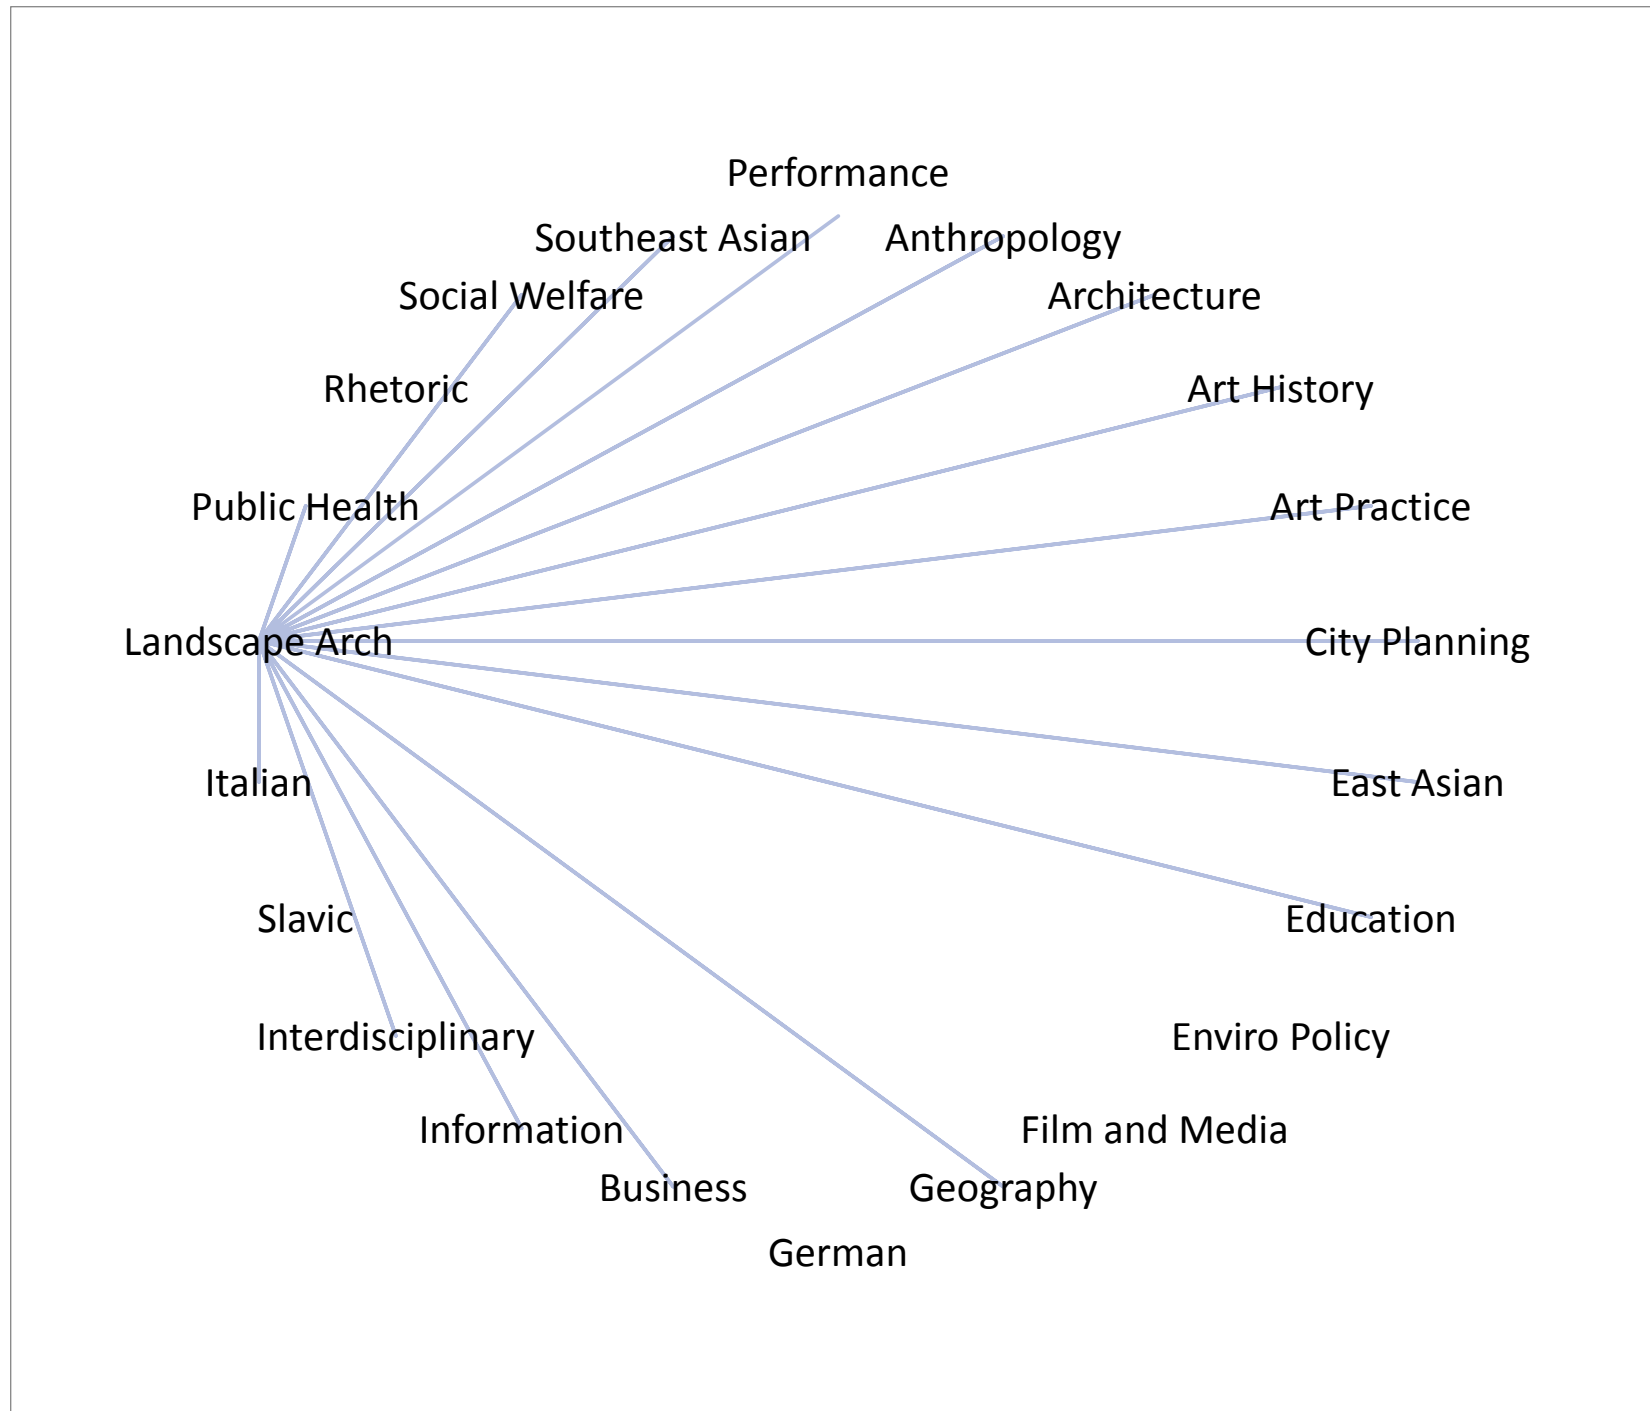 Performance
Southeast Asian
Anthropology
Social Welfare
Architecture
Rhetoric
Art History
Public Health
Art Practice
Landscape Arch
City Planning
Italian
East Asian
Slavic
Education
Interdisciplinary
Enviro Policy
Information
Film and Media
Business
Geography
German